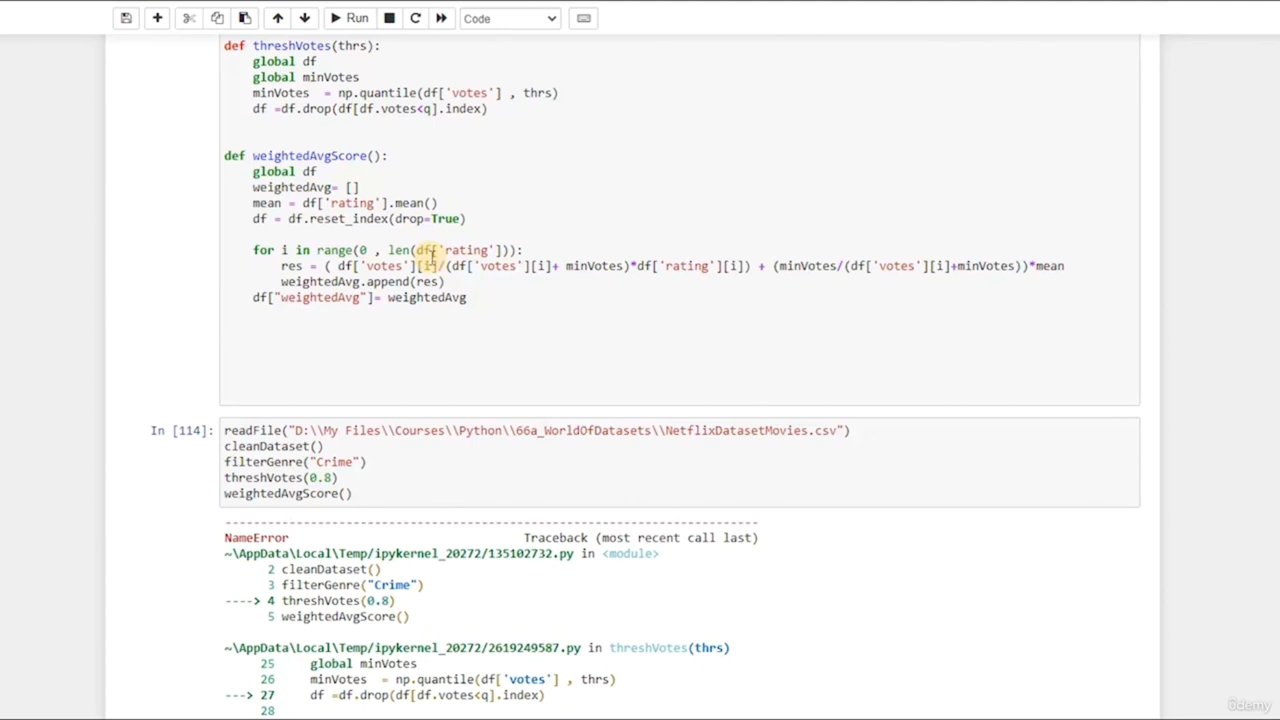 Run
Code
def threshVotes(thrs):
global df
global minVotes
minVotes  = np.quantile(df['votes'] , thrs)
df =df.drop(df[df.votes<q].index)
def weightedAvgScore():
global df
weightedAvg= []
mean = df['rating'].mean()
df = df.reset_index(drop=True)
for i in range(0 , len(df['rating'])):
res = ( df['votes'][i]/(df['votes'][i]+ minVotes)*df['rating'][i]) + (minVotes/(df['votes'][i]+minVotes))*mean
weightedAvg.append(res)
df["weightedAvg"]= weightedAvg
In [114]:
readFile("D:\\My Files\\Courses\\Python\\66a_WorldOfDatasets\\NetflixDatasetMovies.csv")
cleanDataset()
filterGenre("Crime")
threshVotes(0.8)
weightedAvgScore()
---------------------------------------------------------------------------
NameError                                 Traceback (most recent call last)
~\AppData\Local\Temp/ipykernel_20272/135102732.py in <module>
2 cleanDataset()
3 filterGenre("Crime")
----> 4 threshVotes(0.8)
5 weightedAvgScore()
~\AppData\Local\Temp/ipykernel_20272/2619249587.py in threshVotes(thrs)
25     global minVotes
26     minVotes  = np.quantile(df['votes'] , thrs)
---> 27     df =df.drop(df[df.votes<q].index)
28
ûdemy